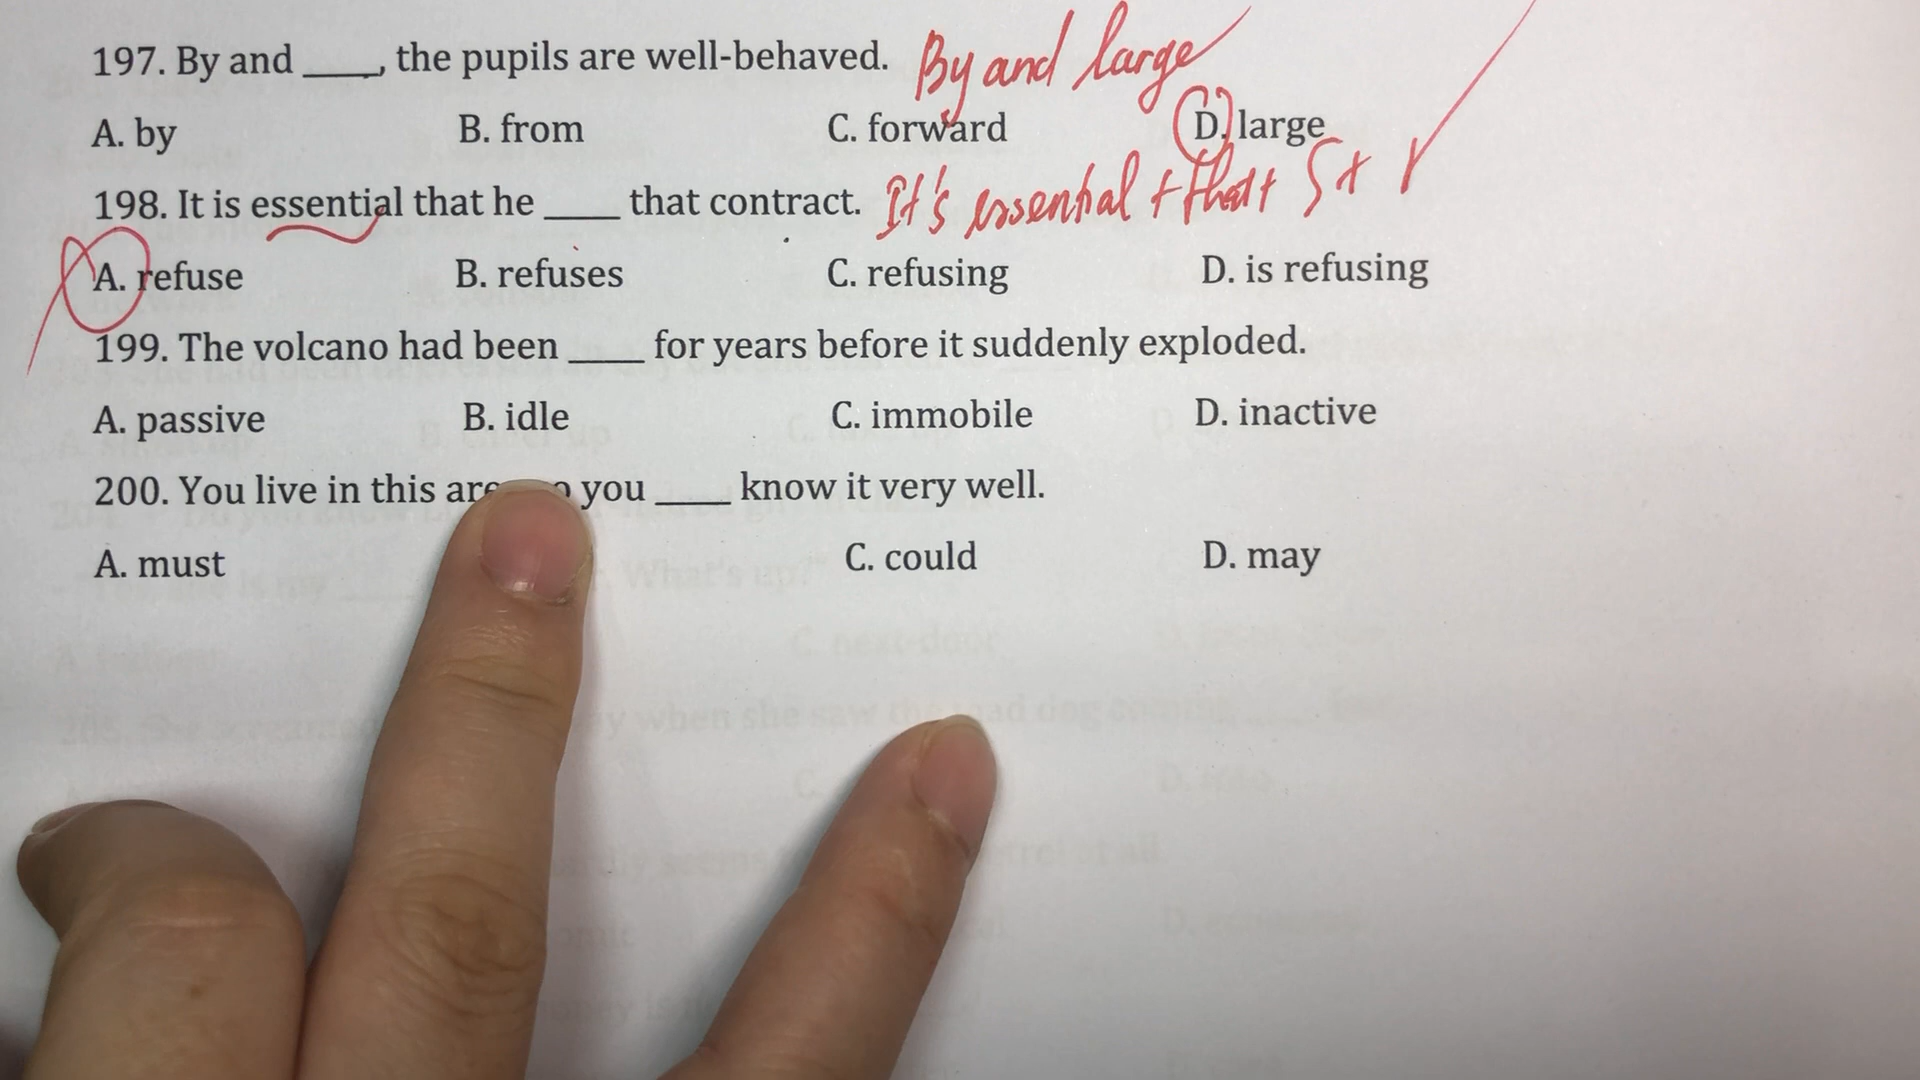 197. By and ____, the pupils are well-behaved. By and large
A. by B. from C. forward D. large
198. It is essential that he ____ that contract. It's essential + that + S + V
A. refuse B. refuses C. refusing D. is refusing
199. The volcano had been ____ for years before it suddenly exploded.
A. passive B. idle C. immobile D. inactive
200. You live in this you ____ know it very well.
A. must C. could D. may